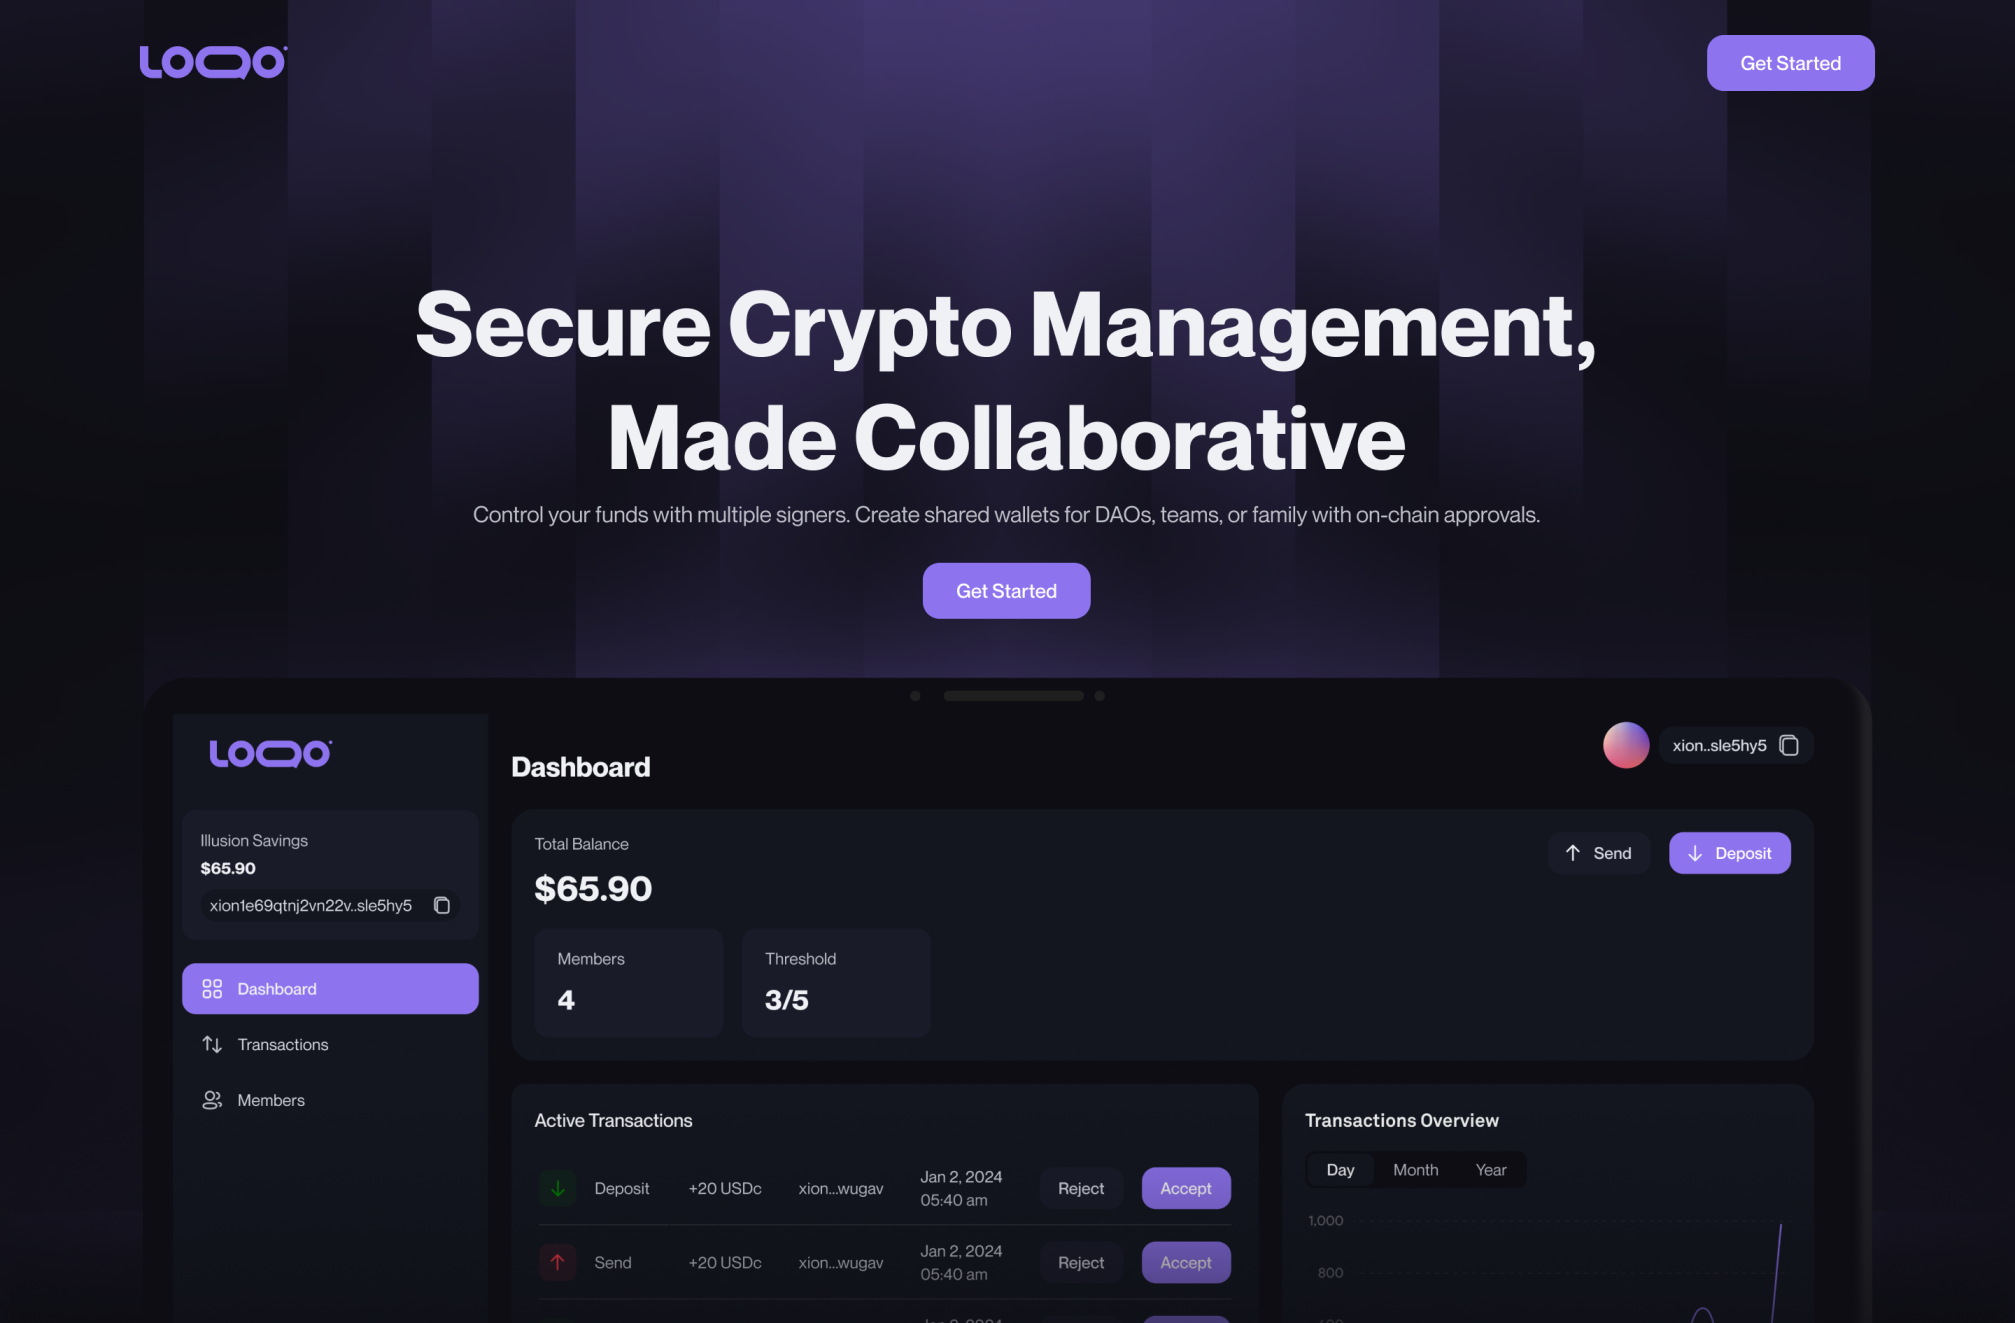 LOQO
Get Started
Secure Crypto Management,
Made Collaborative
Control your funds with multiple signers. Create shared wallets for DAOs, teams, or family with on-chain approvals.
Get Started
LOQO
Illusion Savings
$65.90
xion1e69qtnj2vn22v..sle5hy5
Dashboard
Transactions
Members
Dashboard
xion..sle5hy5
Total Balance
$65.90
Send
Deposit
Members
4
Threshold
3/5
Active Transactions
Deposit +20 USDc xion...wugav Jan 2, 2024 Reject Accept
05:40 am
Send +20 USDc xion...wugav Jan 2, 2024 Reject Accept
05:40 am
Transactions Overview
Day Month Year
1,000
800